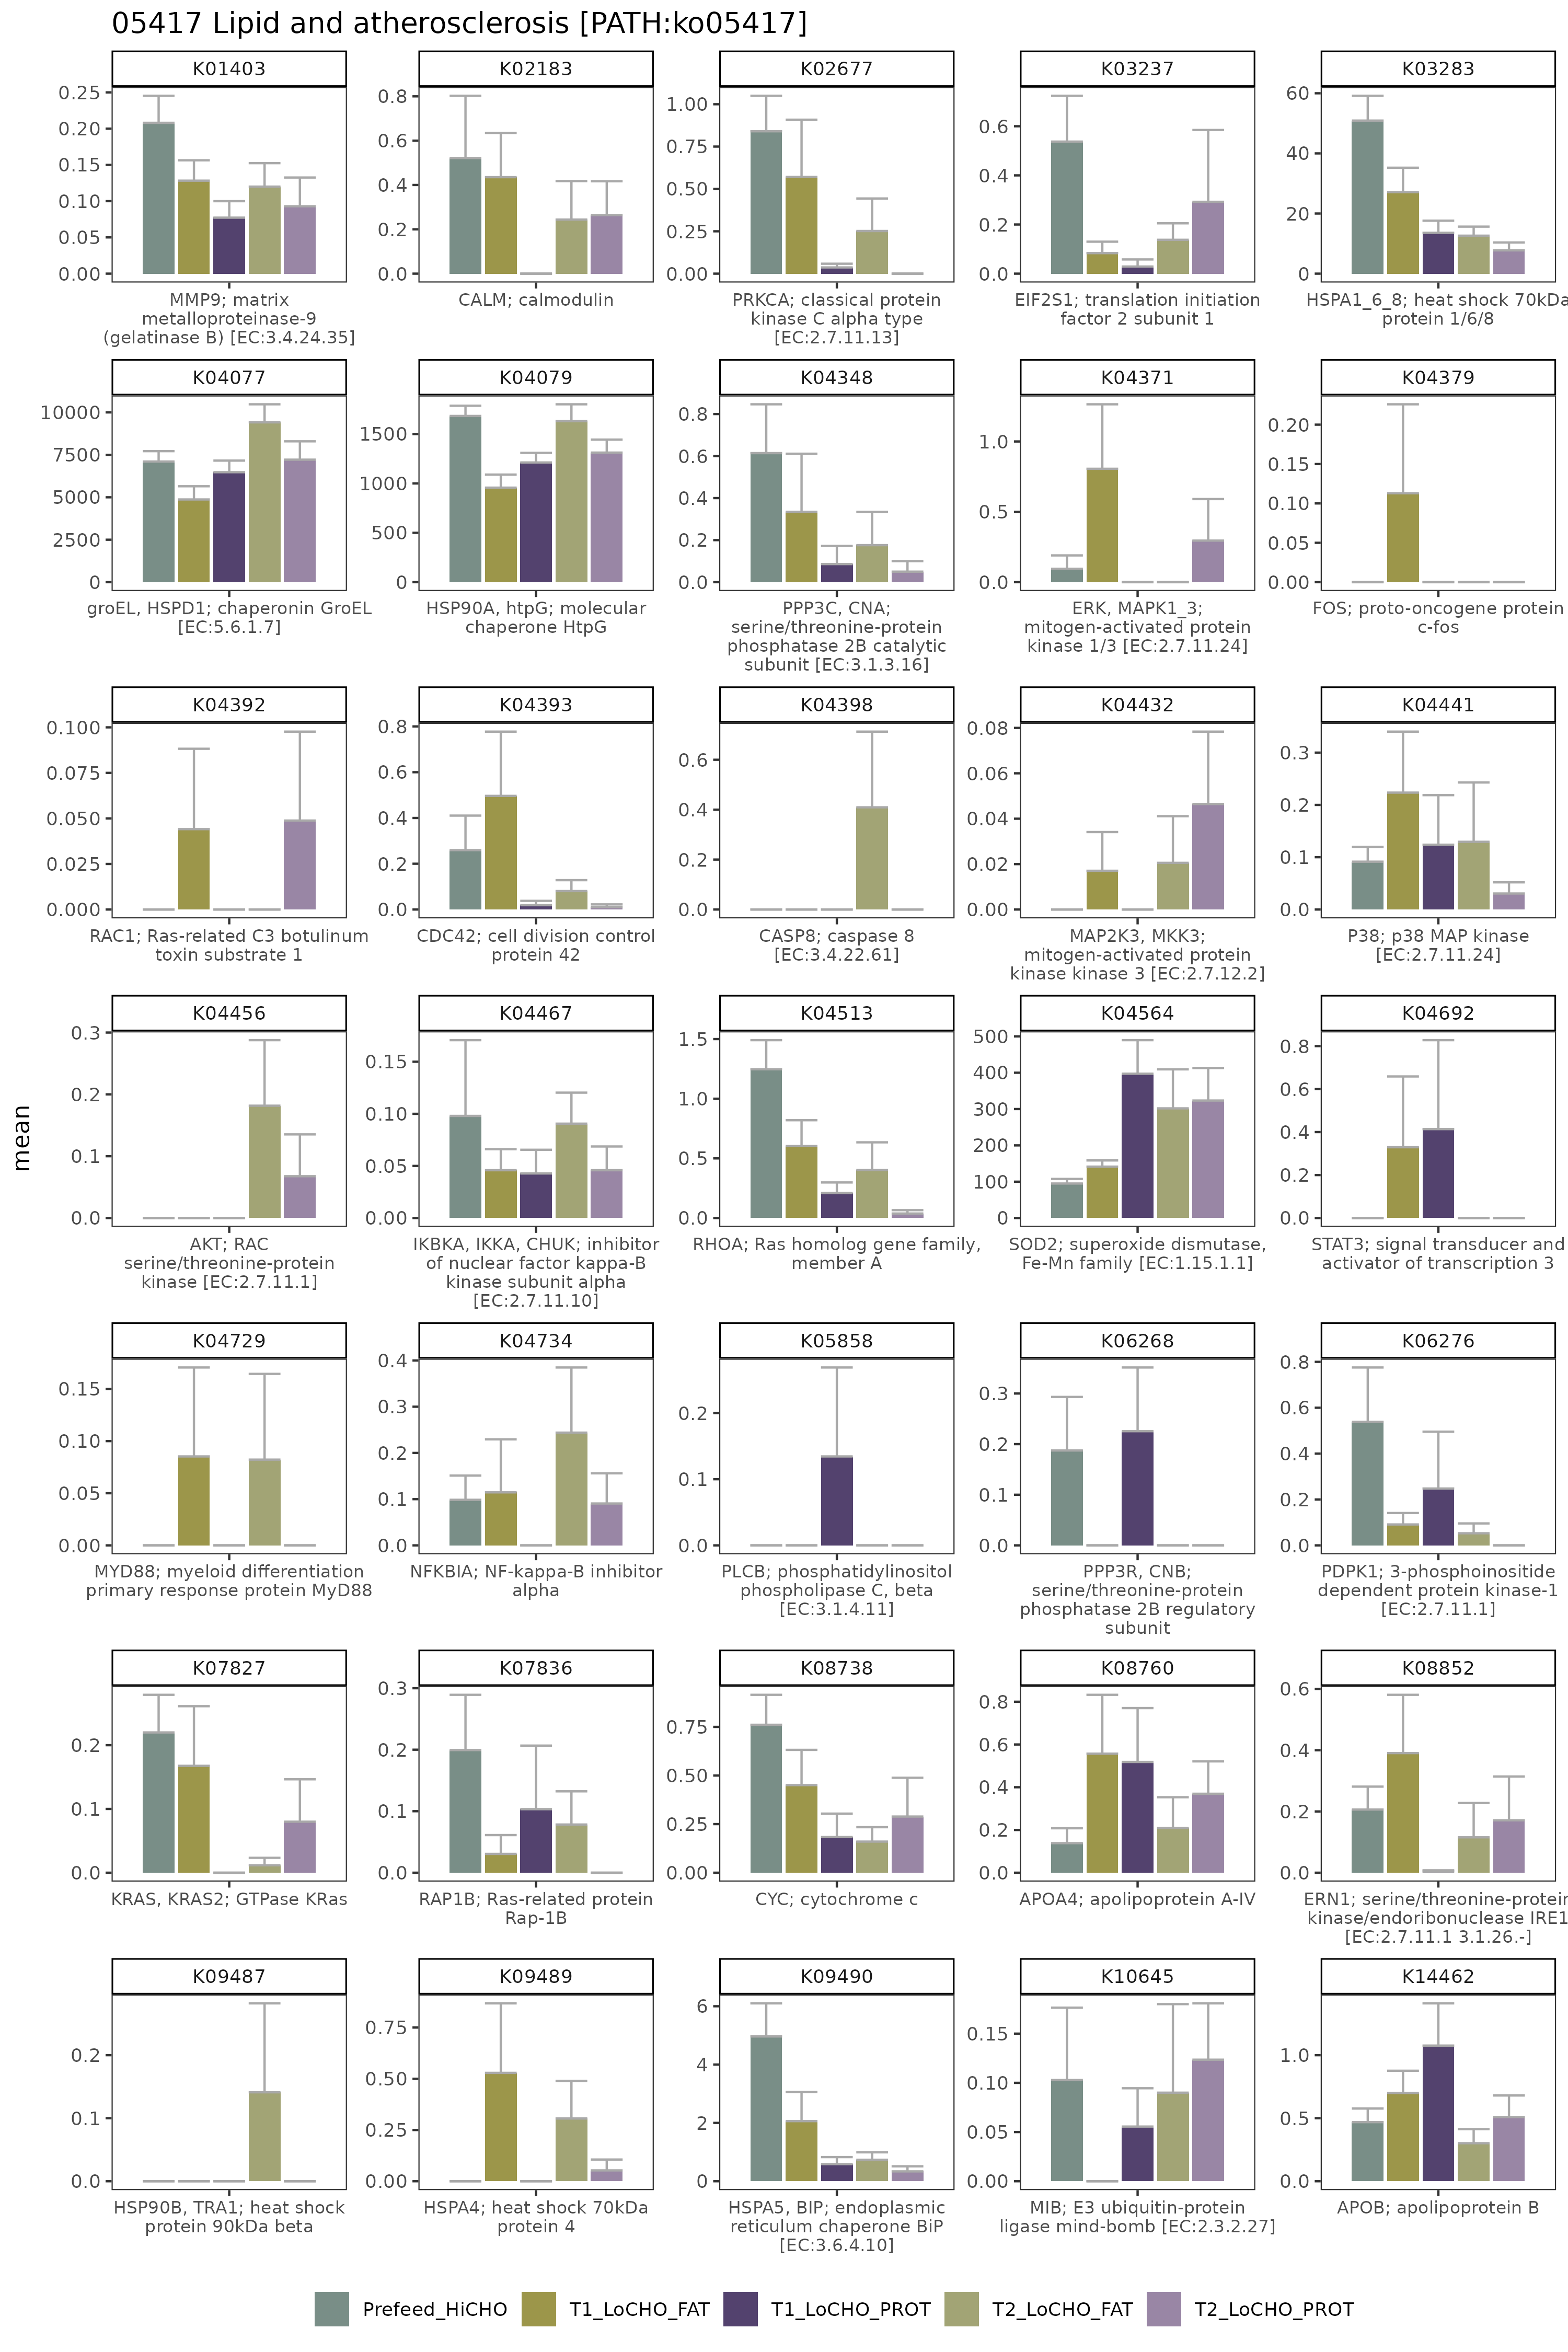 05417 Lipid and atherosclerosis [PATH:ko05417]
K01403
K02183
K02677
K03237
K03283
0.25
0.20
0.15
0.10
0.05
0.00
0.8
0.6
0.4
0.2
0.0
1.00
0.75
0.50
0.25
0.00
0.6
0.4
0.2
0.0
60
40
20
0
MMP9; matrix
metalloproteinase-9
(gelatinase B) [EC:3.4.24.35]
CALM; calmodulin
PRKCA; classical protein
kinase C alpha type
[EC:2.7.11.13]
EIF2S1; translation initiation
factor 2 subunit 1
HSPA1_6_8; heat shock 70kDa
protein 1/6/8
K04077
K04079
K04348
K04371
K04379
10000
7500
5000
2500
0
1500
1000
500
0
0.8
0.6
0.4
0.2
0.0
1.0
0.5
0.0
0.20
0.15
0.10
0.05
0.00
groEL, HSPD1; chaperonin GroEL
[EC:5.6.1.7]
HSP90A, htpG; molecular
chaperone HtpG
PPP3C, CNA;
serine/threonine-protein
phosphatase 2B catalytic
subunit [EC:3.1.3.16]
ERK, MAPK1_3;
mitogen-activated protein
kinase 1/3 [EC:2.7.11.24]
FOS; proto-oncogene protein
c-fos
K04392
K04393
K04398
K04432
K04441
0.100
0.075
0.050
0.025
0.000
0.8
0.6
0.4
0.2
0.0
0.6
0.4
0.2
0.0
0.08
0.06
0.04
0.02
0.00
0.3
0.2
0.1
0.0
RAC1; Ras-related C3 botulinum
toxin substrate 1
CDC42; cell division control
protein 42
CASP8; caspase 8
[EC:3.4.22.61]
MAP2K3, MKK3;
mitogen-activated protein
kinase kinase 3 [EC:2.7.12.2]
P38; p38 MAP kinase
[EC:2.7.11.24]
K04456
K04467
K04513
K04564
K04692
0.3
0.2
0.1
0.0
0.15
0.10
0.05
0.00
1.5
1.0
0.5
0.0
500
400
300
200
100
0
0.8
0.6
0.4
0.2
0.0
mean
AKT; RAC
serine/threonine-protein
kinase [EC:2.7.11.1]
IKBKA, IKKA, CHUK; inhibitor
of nuclear factor kappa-B
kinase subunit alpha
[EC:2.7.11.10]
RHOA; Ras homolog gene family,
member A
SOD2; superoxide dismutase,
Fe-Mn family [EC:1.15.1.1]
STAT3; signal transducer and
activator of transcription 3
K04729
K04734
K05858
K06268
K06276
0.15
0.10
0.05
0.00
0.4
0.3
0.2
0.1
0.0
0.2
0.1
0.0
0.3
0.2
0.1
0.0
0.8
0.6
0.4
0.2
0.0
MYD88; myeloid differentiation
primary response protein MyD88
NFKBIA; NF-kappa-B inhibitor
alpha
PLCB; phosphatidylinositol
phospholipase C, beta
[EC:3.1.4.11]
PPP3R, CNB;
serine/threonine-protein
phosphatase 2B regulatory
subunit
PDPK1; 3-phosphoinositide
dependent protein kinase-1
[EC:2.7.11.1]
K07827
K07836
K08738
K08760
K08852
0.2
0.1
0.0
0.3
0.2
0.1
0.0
0.75
0.50
0.25
0.00
0.8
0.6
0.4
0.2
0.0
0.6
0.4
0.2
0.0
KRAS, KRAS2; GTPase KRas
RAP1B; Ras-related protein
Rap-1B
CYC; cytochrome c
APOA4; apolipoprotein A-IV
ERN1; serine/threonine-protein
kinase/endoribonuclease IRE1
[EC:2.7.11.1 3.1.26.-]
K09487
K09489
K09490
K10645
K14462
0.2
0.1
0.0
0.75
0.50
0.25
0.00
6
4
2
0
0.15
0.10
0.05
0.00
1.0
0.5
0.0
HSP90B, TRA1; heat shock
protein 90kDa beta
HSPA4; heat shock 70kDa
protein 4
HSPA5, BIP; endoplasmic
reticulum chaperone BiP
[EC:3.6.4.10]
MIB; E3 ubiquitin-protein
ligase mind-bomb [EC:2.3.2.27]
APOB; apolipoprotein B
Prefeed_HiCHO
T1_LoCHO_FAT
T1_LoCHO_PROT
T2_LoCHO_FAT
T2_LoCHO_PROT